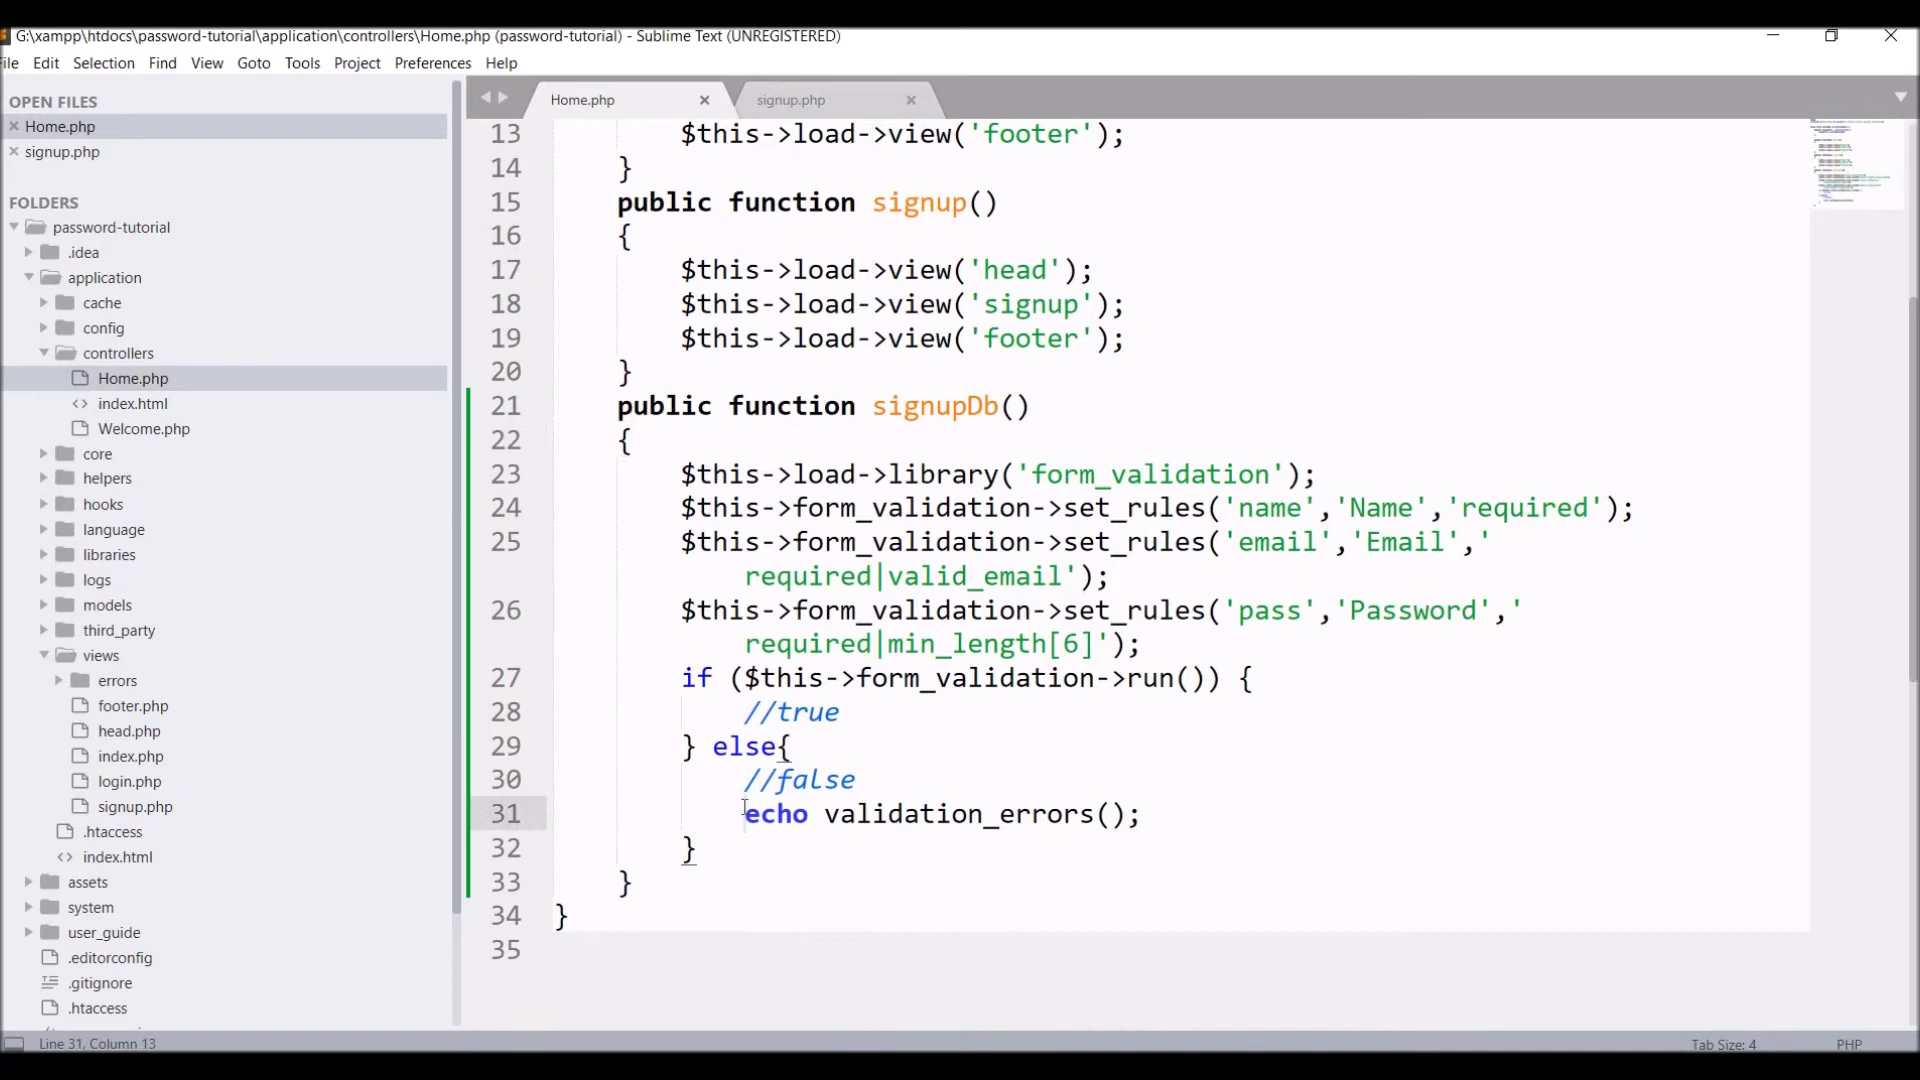 G:\xampp\htdocs\password-tutorial\application\controllers\Home.php (password-tutorial) - Sublime Text (UNREGISTERED)
File Edit Selection Find View Goto Tools Project Preferences Help
OPEN FILES
Home.php
signup.php
FOLDERS
password-tutorial
.idea
application
cache
config
controllers
Home.php
index.html
Welcome.php
core
helpers
hooks
language
libraries
logs
models
third_party
views
errors
footer.php
head.php
index.php
login.php
signup.php
.htaccess
index.html
assets
system
user_guide
.editorconfig
.gitignore
.htaccess
Home.php signup.php
13 $this->load->view('footer');
14 }
15 public function signup()
16 {
17 $this->load->view('head');
18 $this->load->view('signup');
19 $this->load->view('footer');
20 }
21 public function signupDb()
22 {
23 $this->load->library('form_validation');
24 $this->form_validation->set_rules('name','Name','required');
25 $this->form_validation->set_rules('email','Email','
required|valid_email');
26 $this->form_validation->set_rules('pass','Password','
required|min_length[6]');
27 if ($this->form_validation->run()) {
28 //true
29 } else{
30 //false
31 echo validation_errors();
32 }
33 }
34 }
35
Line 31, Column 13 Tab Size: 4 PHP